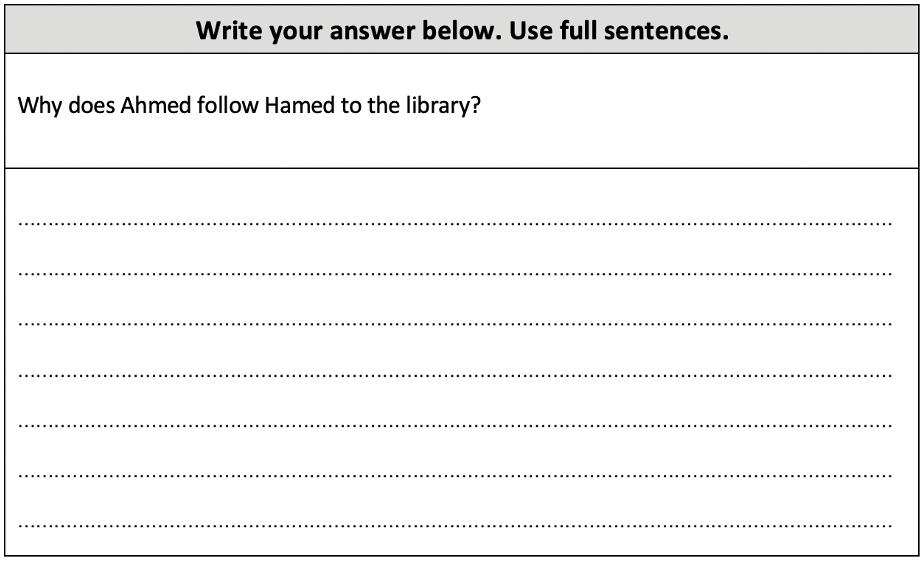 Write your answer below. Use full sentences.
Why does Ahmed follow Hamed to the library?